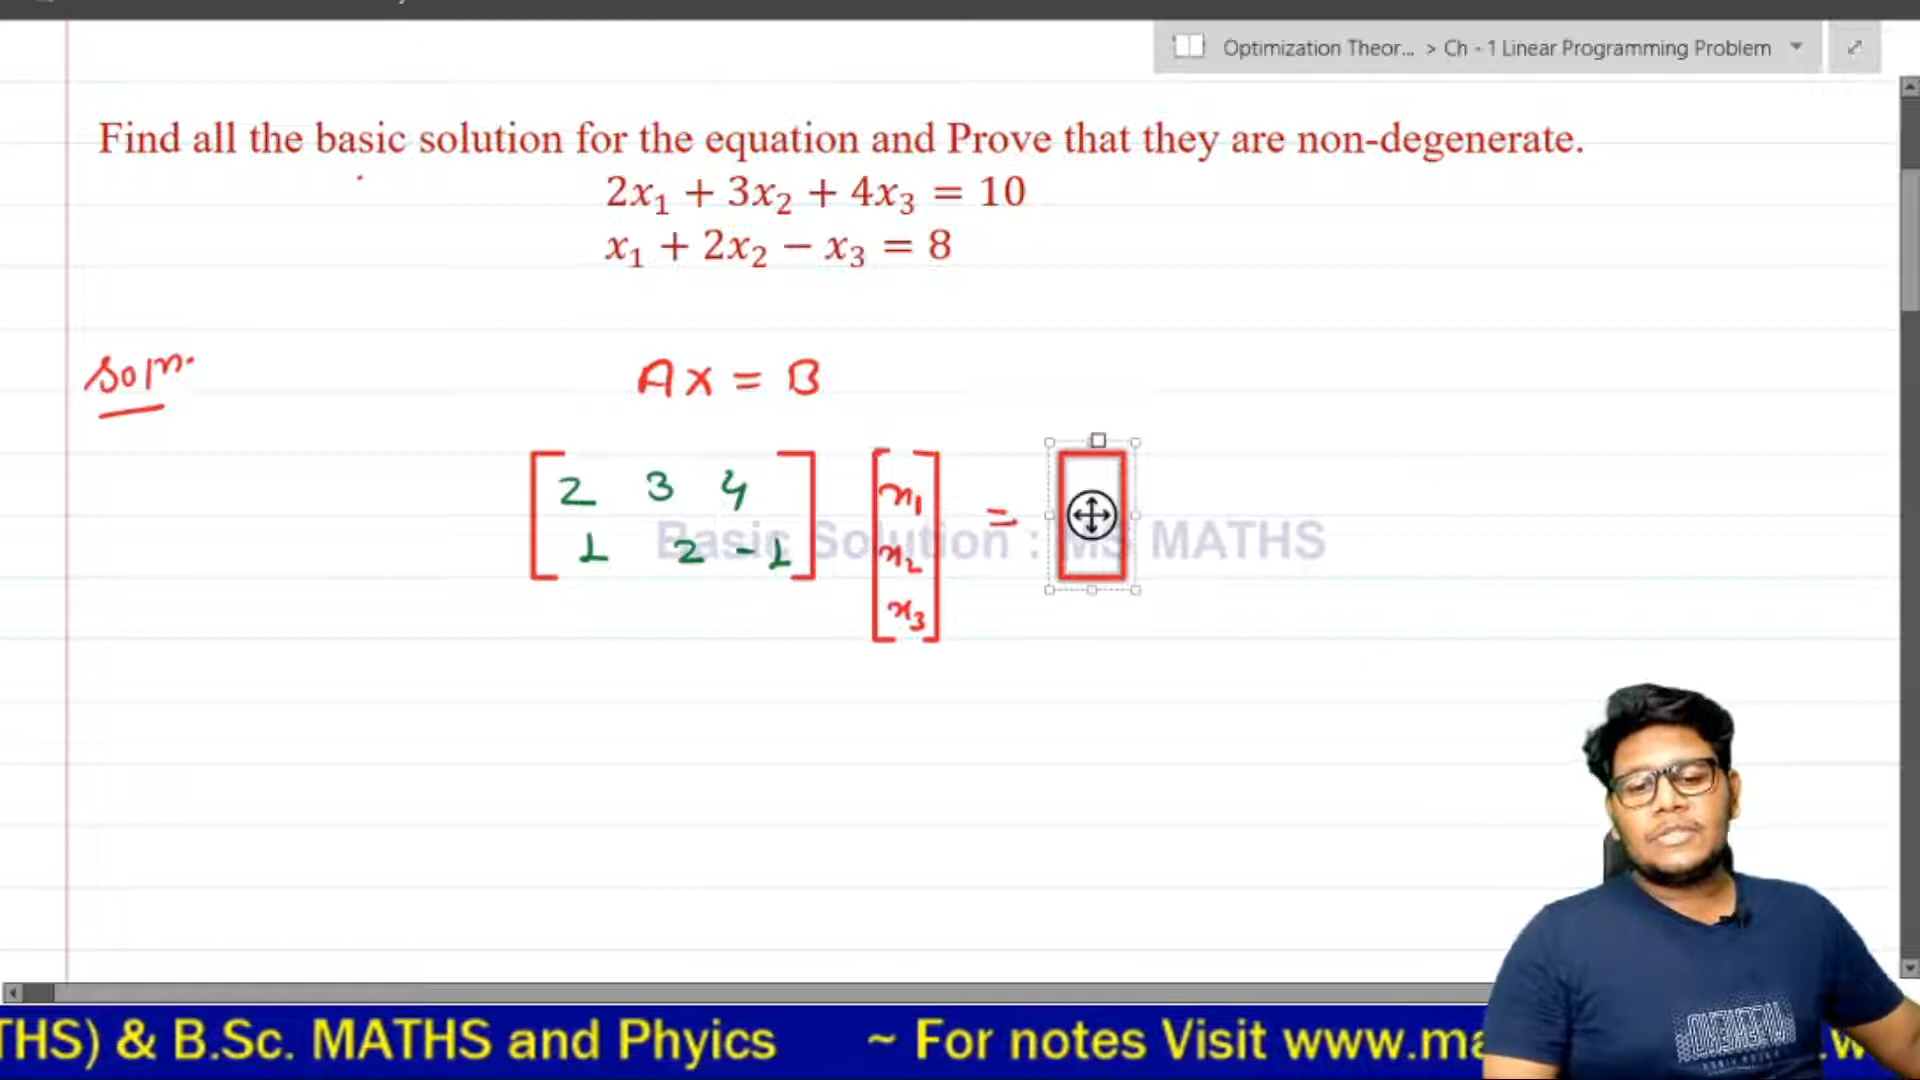 Optimization Theor... > Ch - 1 Linear Programming Problem
Find all the basic solution for the equation and Prove that they are non-degenerate.
2x₁ + 3x₂ + 4x₃ = 10
x₁ + 2x₂ − x₃ = 8
Soln.
AX = B
[2 3 4] [x₁] =
[1 2 -1] [x₂]
[x₃]
Basic Solution : MS MATHS
THS) & B.Sc. MATHS and Phyics ~ For notes Visit www.ma